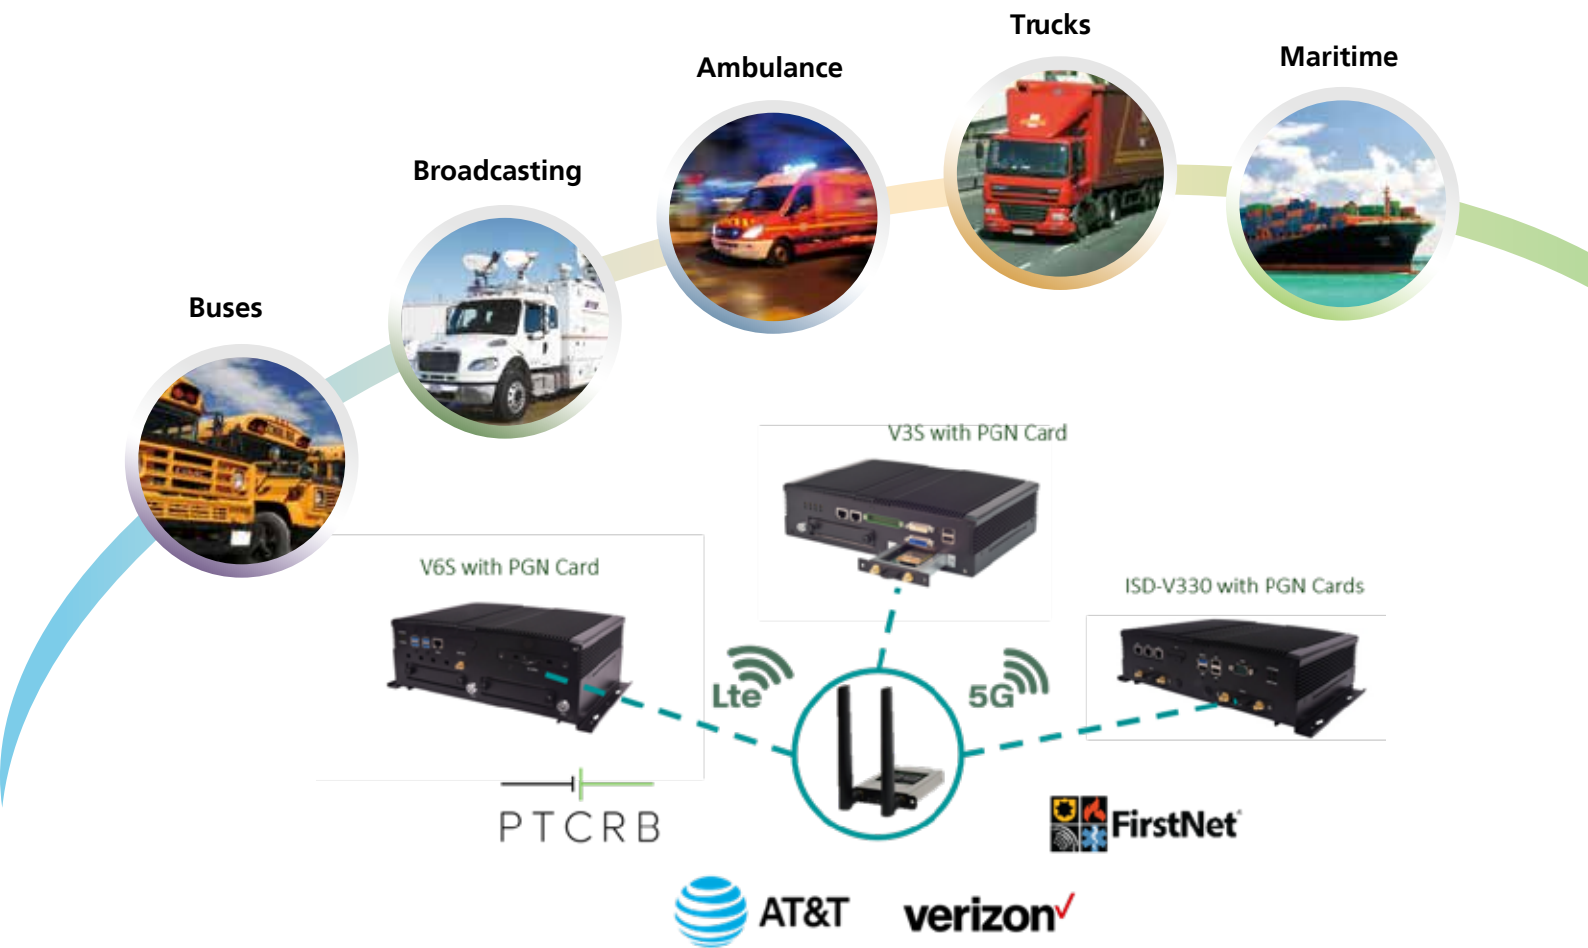 Trucks
Maritime
Ambulance
Broadcasting
Buses
V3S with PGN Card
V6S with PGN Card
ISD-V330 with PGN Cards
Lte
5G
PTCRB
FirstNet
AT&T
verizon